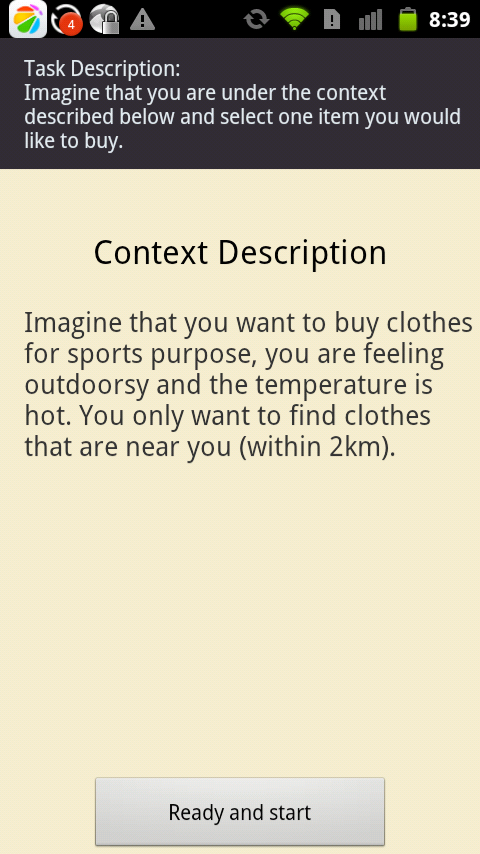 4
8:39
Task Description:
Imagine that you are under the context
described below and select one item you would
like to buy.
Context Description
Imagine that you want to buy clothes
for sports purpose, you are feeling
outdoorsy and the temperature is
hot. You only want to find clothes
that are near you (within 2km).
Ready and start